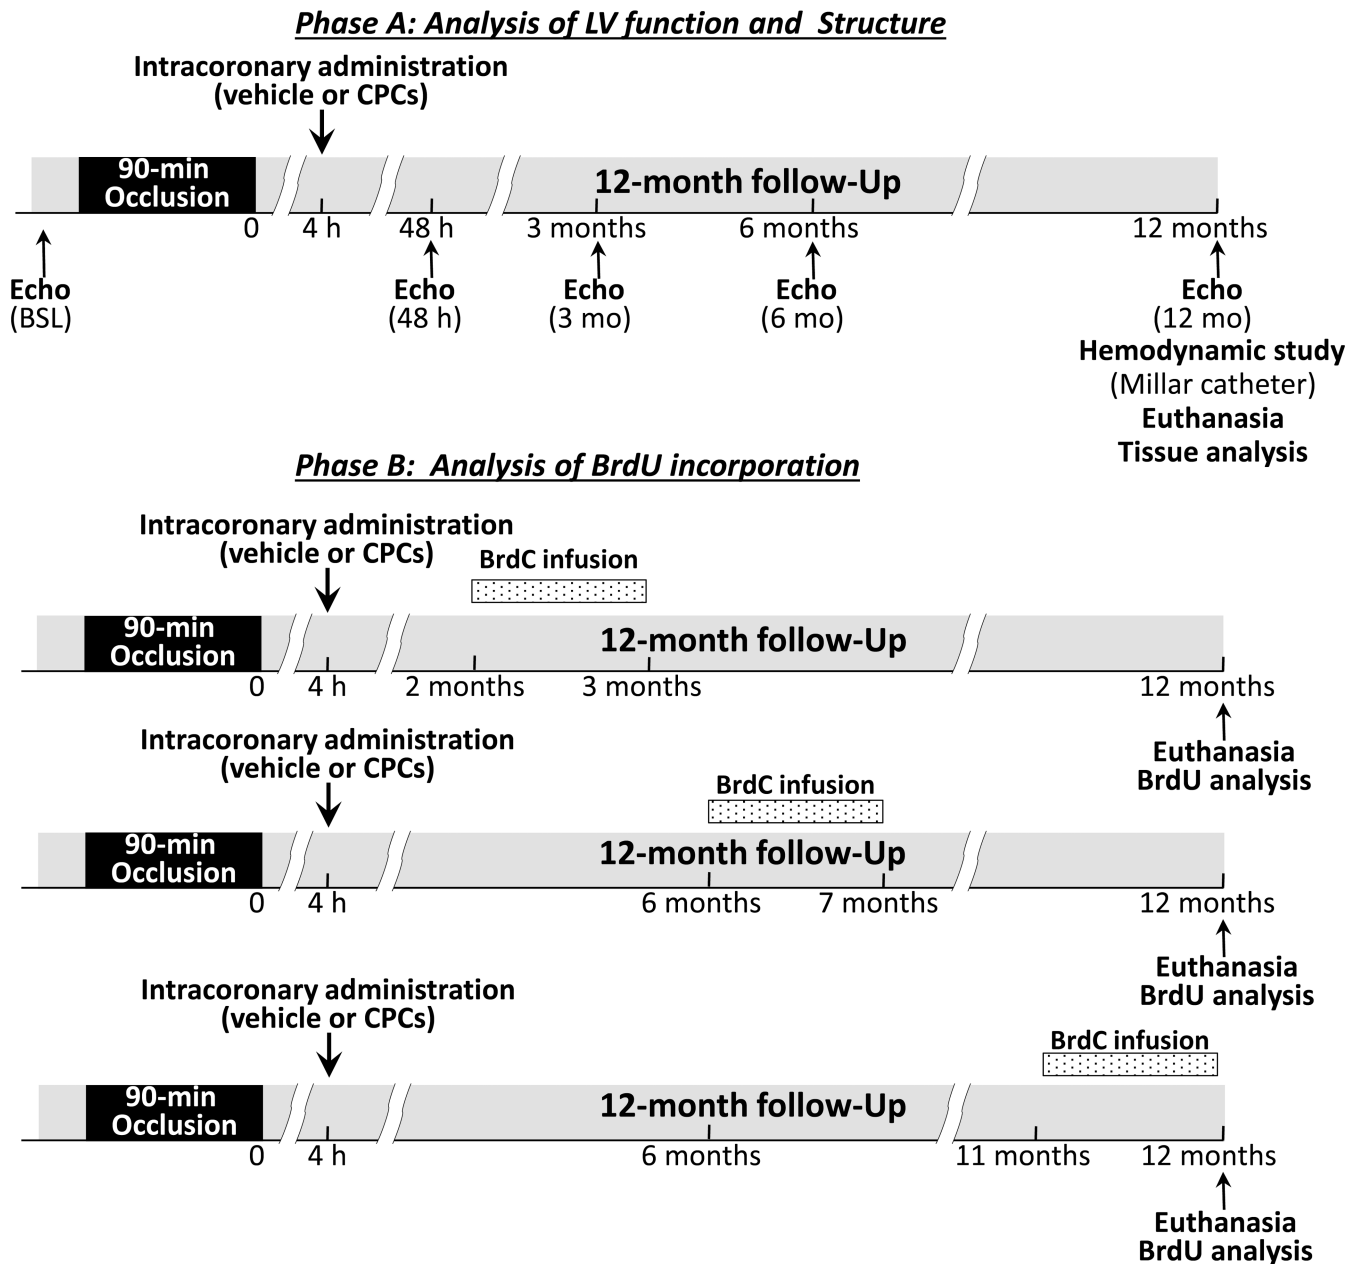 Phase A: Analysis of LV function and Structure
Intracoronary administration
(vehicle or CPCs)
90-min
Occlusion
12-month follow-Up
0
4 h
48 h
3 months
6 months
12 months
Echo
(BSL)
Echo
(48 h)
Echo
(3 mo)
Echo
(6 mo)
Echo
(12 mo)
Hemodynamic study
(Millar catheter)
Euthanasia
Tissue analysis
Phase B: Analysis of BrdU incorporation
Intracoronary administration
(vehicle or CPCs)
BrdC infusion
90-min
Occlusion
12-month follow-Up
0
4 h
2 months
3 months
12 months
Euthanasia
BrdU analysis
Intracoronary administration
(vehicle or CPCs)
BrdC infusion
90-min
Occlusion
12-month follow-Up
0
4 h
6 months
7 months
12 months
Euthanasia
BrdU analysis
Intracoronary administration
(vehicle or CPCs)
BrdC infusion
90-min
Occlusion
12-month follow-Up
0
4 h
6 months
11 months
12 months
Euthanasia
BrdU analysis